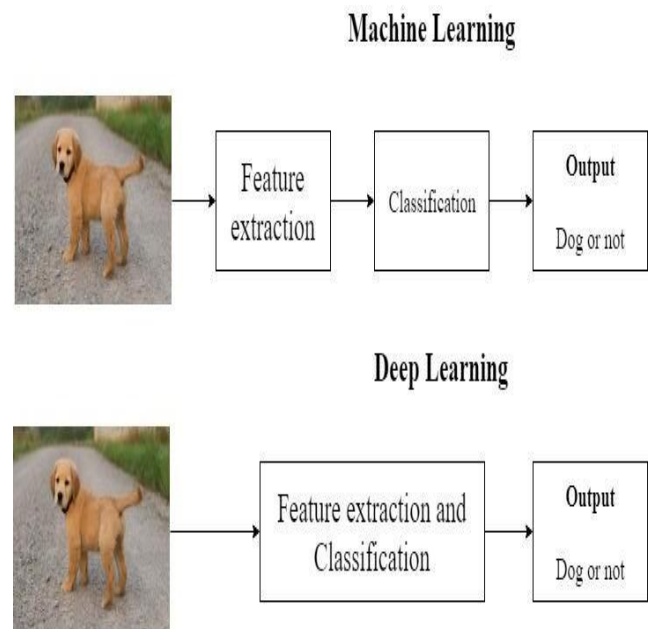 Machine Learning
Feature
extraction
Classification
Output
Dog or not
Deep Learning
Feature extraction and
Classification
Output
Dog or not